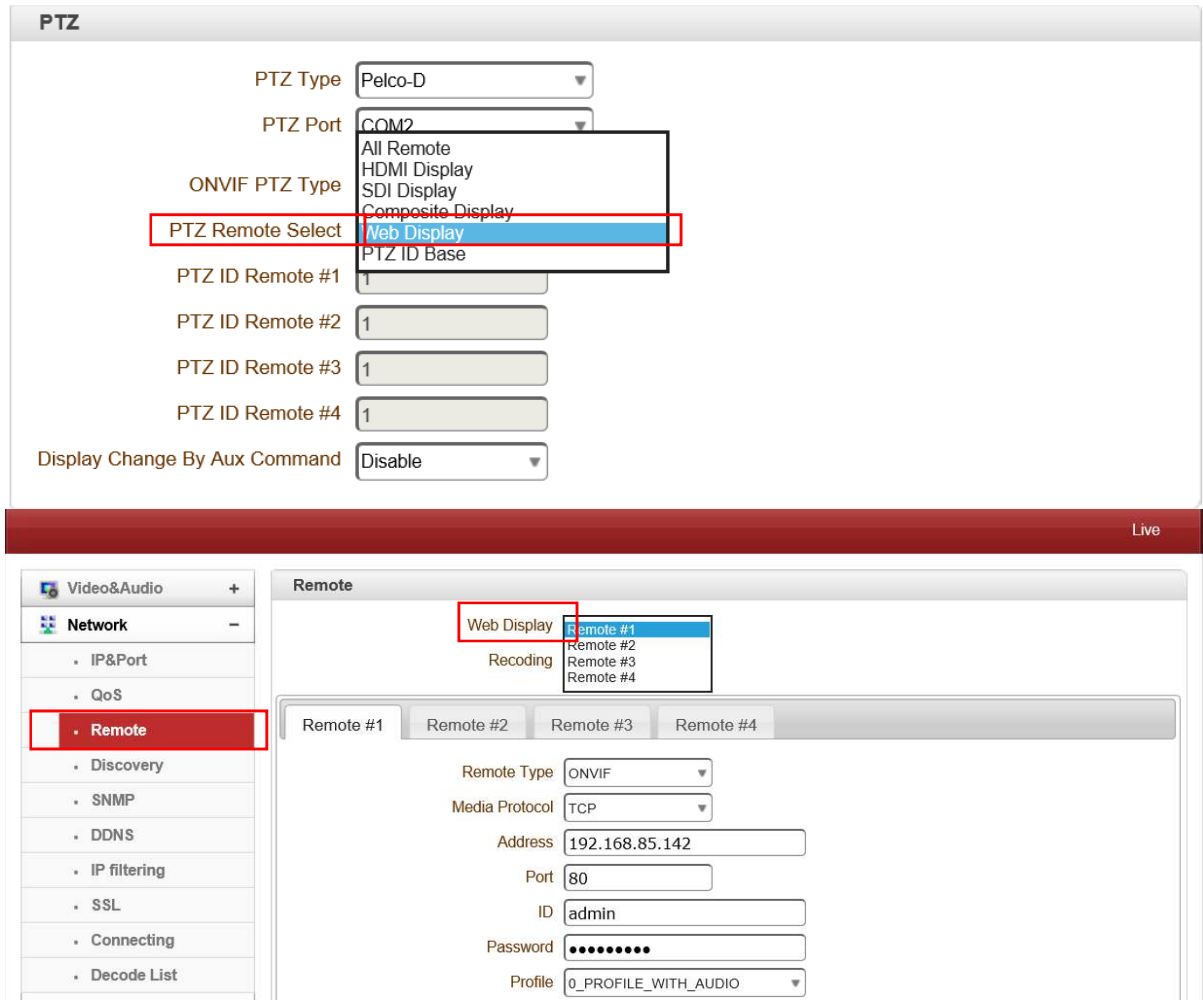 PTZ
PTZ Type Pelco-D
PTZ Port COM2
All Remote
HDMI Display
ONVIF PTZ Type SDI Display
Composite Display
PTZ Remote Select Web Display
PTZ ID Base
PTZ ID Remote #1 1
PTZ ID Remote #2 1
PTZ ID Remote #3 1
PTZ ID Remote #4 1
Display Change By Aux Command Disable
Live
Video&Audio +
Network −
IP&Port
QoS
Remote
Discovery
SNMP
DDNS
IP filtering
SSL
Connecting
Decode List
Remote
Web Display Remote #1
Remote #2
Recoding Remote #3
Remote #4
Remote #1 Remote #2 Remote #3 Remote #4
Remote Type ONVIF
Media Protocol TCP
Address 192.168.85.142
Port 80
ID admin
Password •••••••••
Profile 0_PROFILE_WITH_AUDIO